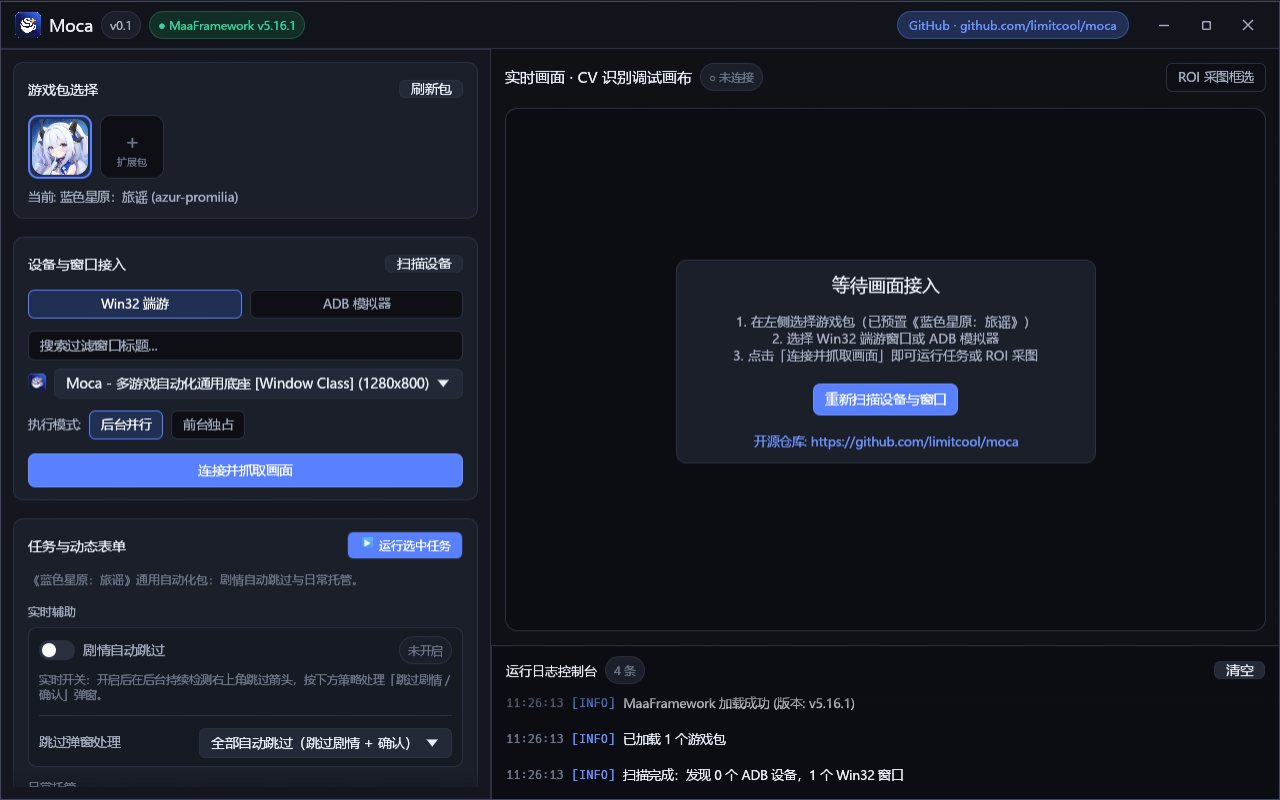 Moca v0.1 ● MaaFramework v5.16.1
GitHub · github.com/limitcool/moca
游戏包选择
刷新包
+
扩展包
当前: 蓝色星原：旅谣 (azur-promilia)
设备与窗口接入
扫描设备
Win32 端游
ADB 模拟器
搜索过滤窗口标题...
Moca - 多游戏自动化通用底座 [Window Class] (1280x800) ▼
执行模式: 后台并行 前台独占
连接并抓取画面
任务与动态表单
运行选中任务
《蓝色星原：旅谣》通用自动化包：剧情自动跳过与日常托管。
实时辅助
剧情自动跳过
未开启
实时开关：开启后在后台持续检测右上角跳过箭头，按下方策略处理「跳过剧情 /
确认」弹窗。
跳过弹窗处理
全部自动跳过（跳过剧情 + 确认） ▼
日常托管
实时画面 · CV 识别调试画布
○ 未连接
ROI 采图框选
等待画面接入
1. 在左侧选择游戏包（已预置《蓝色星原：旅谣》）
2. 选择 Win32 端游窗口或 ADB 模拟器
3. 点击「连接并抓取画面」即可运行任务或 ROI 采图
重新扫描设备与窗口
开源仓库: https://github.com/limitcool/moca
运行日志控制台
4 条
清空
11:26:13 [INFO] MaaFramework 加载成功 (版本: v5.16.1)
11:26:13 [INFO] 已加载 1 个游戏包
11:26:13 [INFO] 扫描完成：发现 0 个 ADB 设备，1 个 Win32 窗口